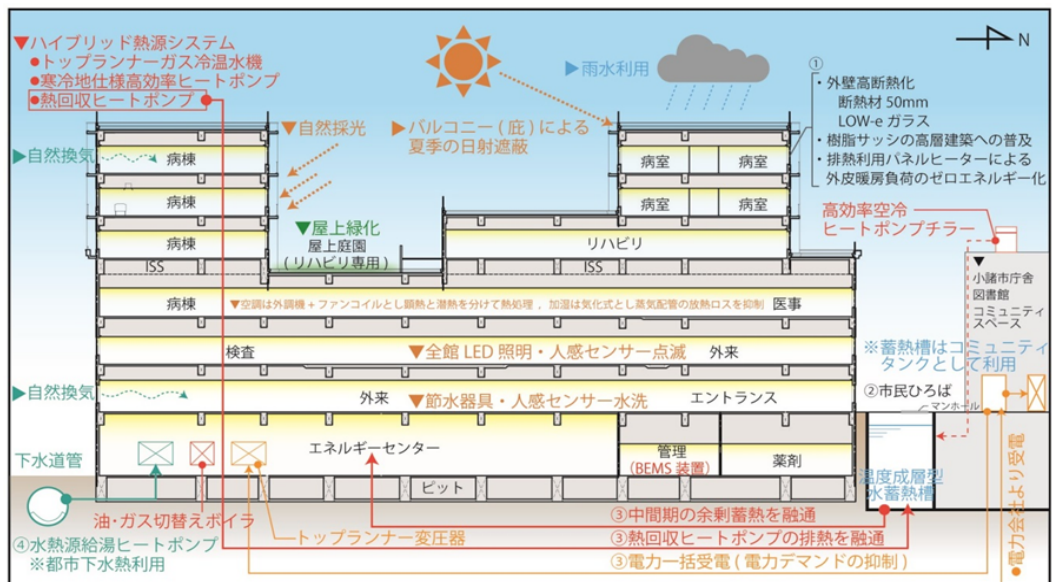 ▼ハイブリッド熱源システム
●トップランナーガス冷温水機
●寒冷地仕様高効率ヒートポンプ
●熱回収ヒートポンプ
▶自然換気
▼自然採光
▶バルコニー(庇)による
夏季の日射遮蔽
▶雨水利用
N
①
・外壁高断熱化
断熱材 50mm
LOW-e ガラス
・樹脂サッシの高層建築への普及
・排熱利用パネルヒーターによる
外皮暖房負荷のゼロエネルギー化
病棟
病室
病室
病棟
病室
病室
病棟
▼屋上緑化
屋上庭園
(リハビリ専用)
リハビリ
ISS
ISS
高効率空冷
ヒートポンプチラー
▼
小諸市庁舎
図書館
コミュニティ
スペース
病棟
▼空調は外調機+ファンコイルとし顕熱と潜熱を分けて熱処理 ,  加湿は気化式とし蒸気配管の放熱ロスを抑制
医事
検査
▼全館 LED 照明・人感センサー点滅
外来
※蓄熱槽はコミュニティ
タンクとして利用
▶自然換気
外来
▼節水器具・人感センサー水洗
エントランス
②市民ひろば
マンホール
エネルギーセンター
管理
(BEMS 装置)
薬剤
温度成層型
水蓄熱槽
下水道管
ピット
油・ガス切替えボイラ
④水熱源給湯ヒートポンプ
※都市下水熱利用
トップランナー変圧器
③中間期の余剰蓄熱を融通
③熱回収ヒートポンプの排熱を融通
③電力一括受電(電力デマンドの抑制)
●電力会社より受電